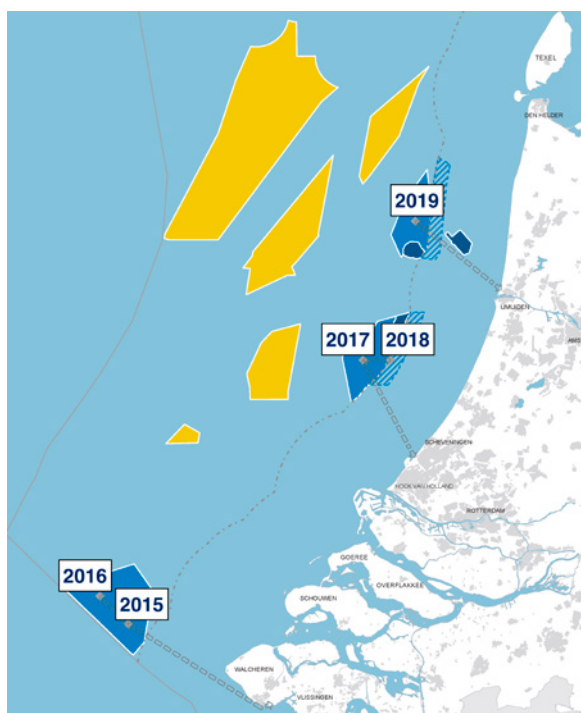 TEXEL
DEN HELDER
2019
IJMUIDEN
AMS
2017
2018
SCHEVENINGEN
HOEK VAN HOLLAND
ROTTERDAM
GOEREE
2016
OVERFLAKKEE
2015
SCHOUWEN
WALCHEREN
VLISSINGEN